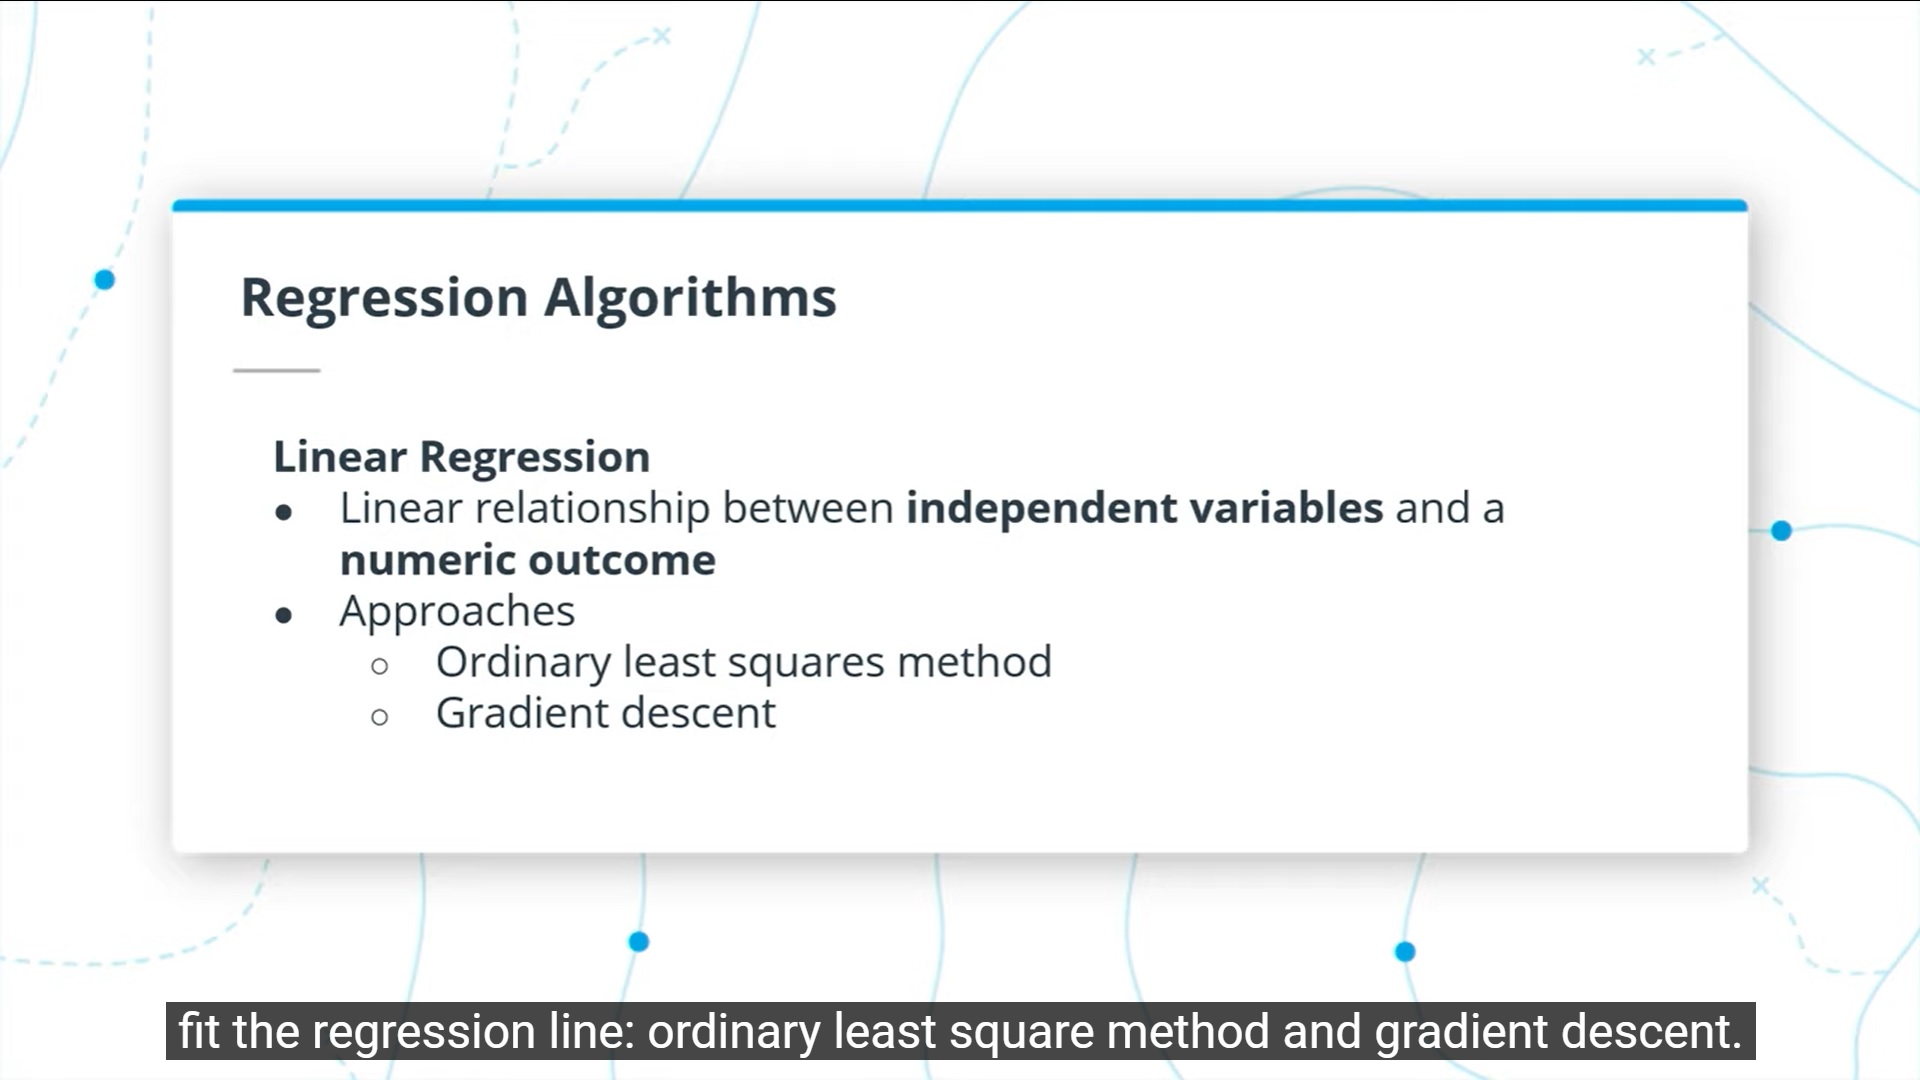 Regression Algorithms
Linear Regression
● Linear relationship between independent variables and a
numeric outcome
● Approaches
○ Ordinary least squares method
○ Gradient descent
fit the regression line: ordinary least square method and gradient descent.